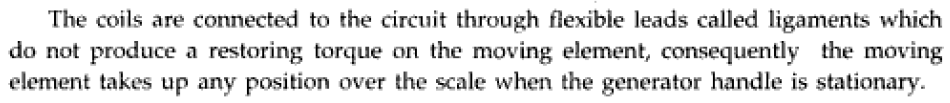 The coils are connected to the circuit through flexible leads called ligaments which
do not produce a restoring torque on the moving element, consequently the moving
element takes up any position over the scale when the generator handle is stationary.